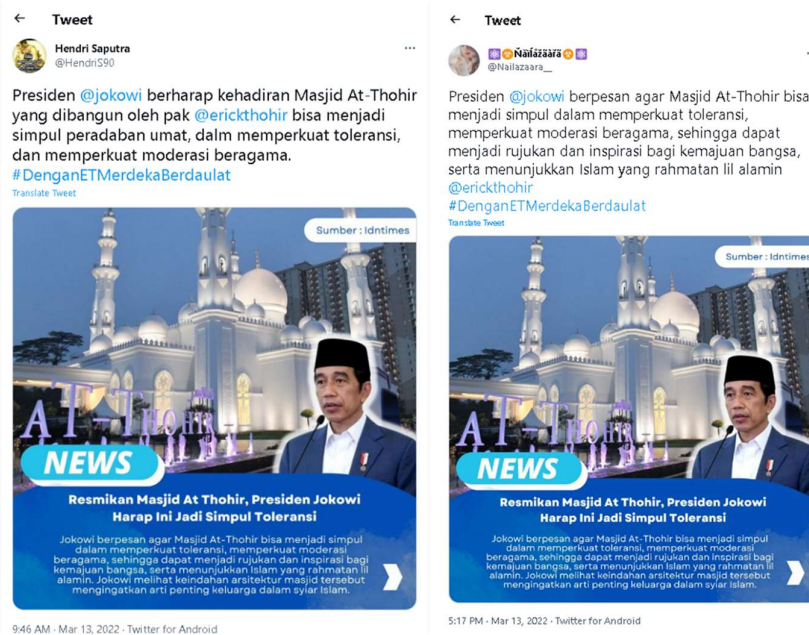 Tweet
Hendri Saputra
@HendriS90
Presiden @jokowi berharap kehadiran Masjid At-Thohir
yang dibangun oleh pak @erickthohir bisa menjadi
simpul peradaban umat, dalm memperkuat toleransi,
dan memperkuat moderasi beragama.
#DenganETMerdekaBerdaulat
Translate Tweet
Sumber : Idntimes
AT-THOHIR
NEWS
Resmikan Masjid At Thohir, Presiden Jokowi
Harap Ini Jadi Simpul Toleransi
Jokowi berpesan agar Masjid At-Thohir bisa menjadi simpul
dalam memperkuat toleransi, memperkuat moderasi
beragama, sehingga dapat menjadi rujukan dan inspirasi bagi
kemajuan bangsa, serta menunjukkan Islam yang rahmatan lil
alamin. Jokowi melihat keindahan arsitektur masjid tersebut
mengingatkan arti penting keluarga dalam syiar Islam.
9:46 AM · Mar 13, 2022 · Twitter for Android
Tweet
@Nailazaara__
Presiden @jokowi berpesan agar Masjid At-Thohir bisa
menjadi simpul dalam memperkuat toleransi,
memperkuat moderasi beragama, sehingga dapat
menjadi rujukan dan inspirasi bagi kemajuan bangsa,
serta menunjukkan Islam yang rahmatan lil alamin
@erickthohir
#DenganETMerdekaBerdaulat
Translate Tweet
Sumber : Idntimes
AT-THOHIR
NEWS
Resmikan Masjid At Thohir, Presiden Jokowi
Harap Ini Jadi Simpul Toleransi
Jokowi berpesan agar Masjid At-Thohir bisa menjadi simpul
dalam memperkuat toleransi, memperkuat moderasi
beragama, sehingga dapat menjadi rujukan dan inspirasi bagi
kemajuan bangsa, serta menunjukkan Islam yang rahmatan lil
alamin. Jokowi melihat keindahan arsitektur masjid tersebut
mengingatkan arti penting keluarga dalam syiar Islam.
5:17 PM · Mar 13, 2022 · Twitter for Android